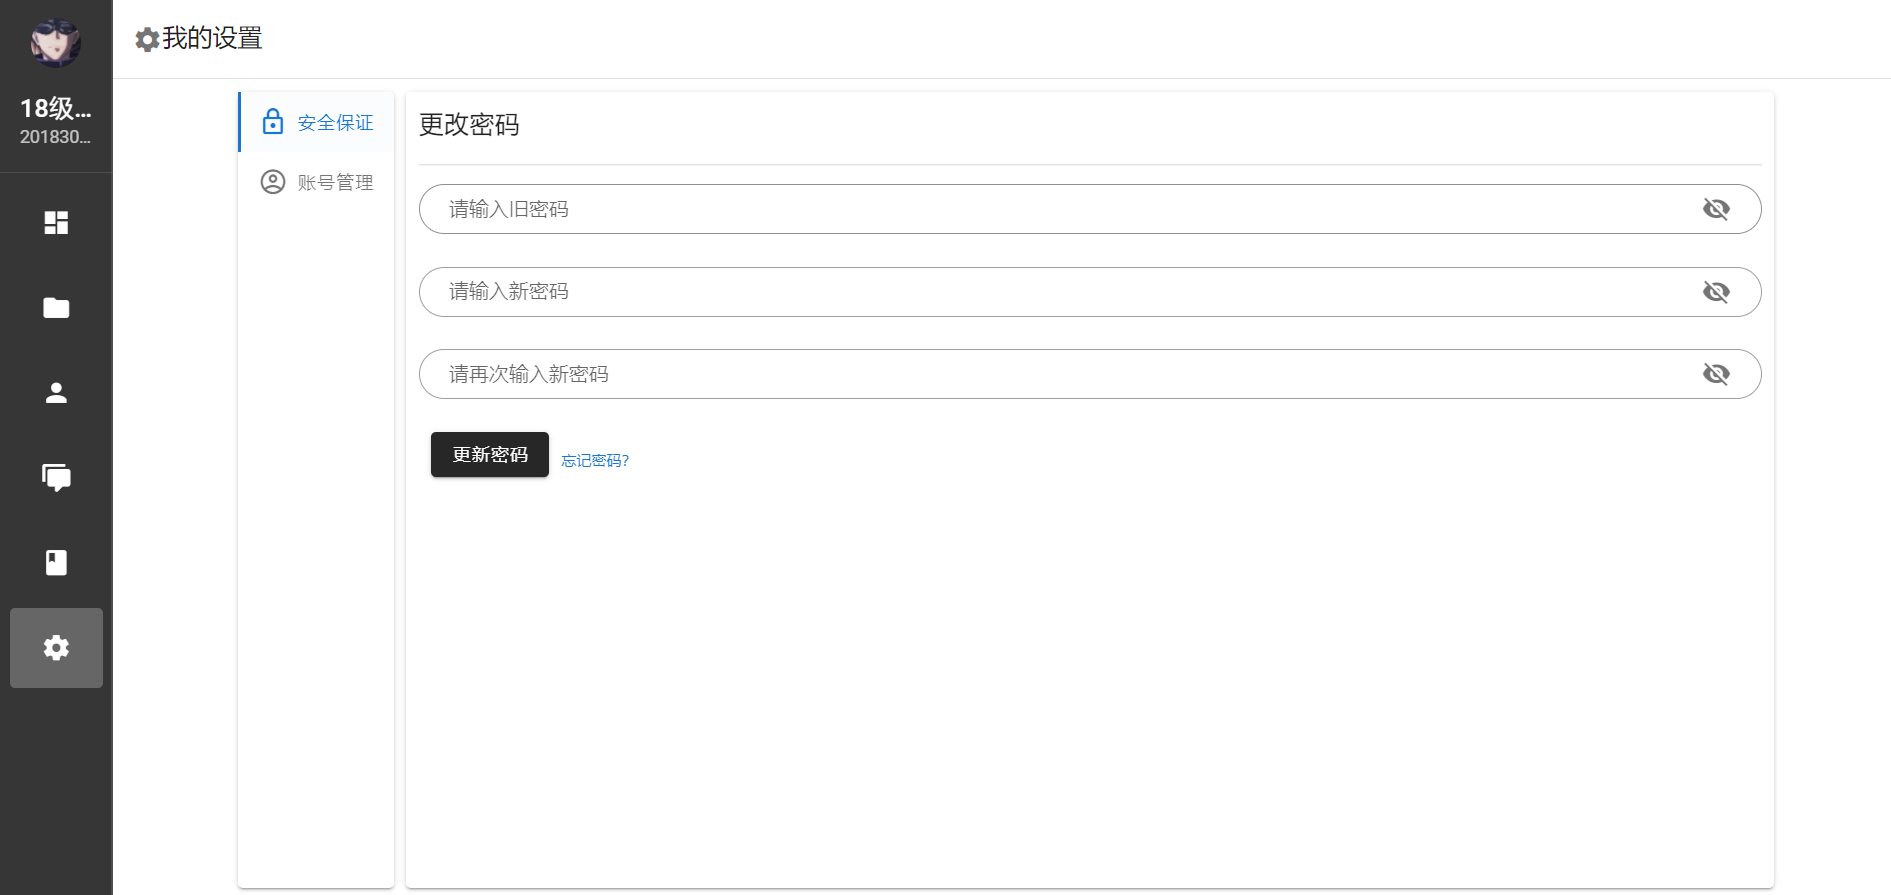 18级...
201830...
我的设置
安全保证
账号管理
更改密码
请输入旧密码
请输入新密码
请再次输入新密码
更新密码
忘记密码?